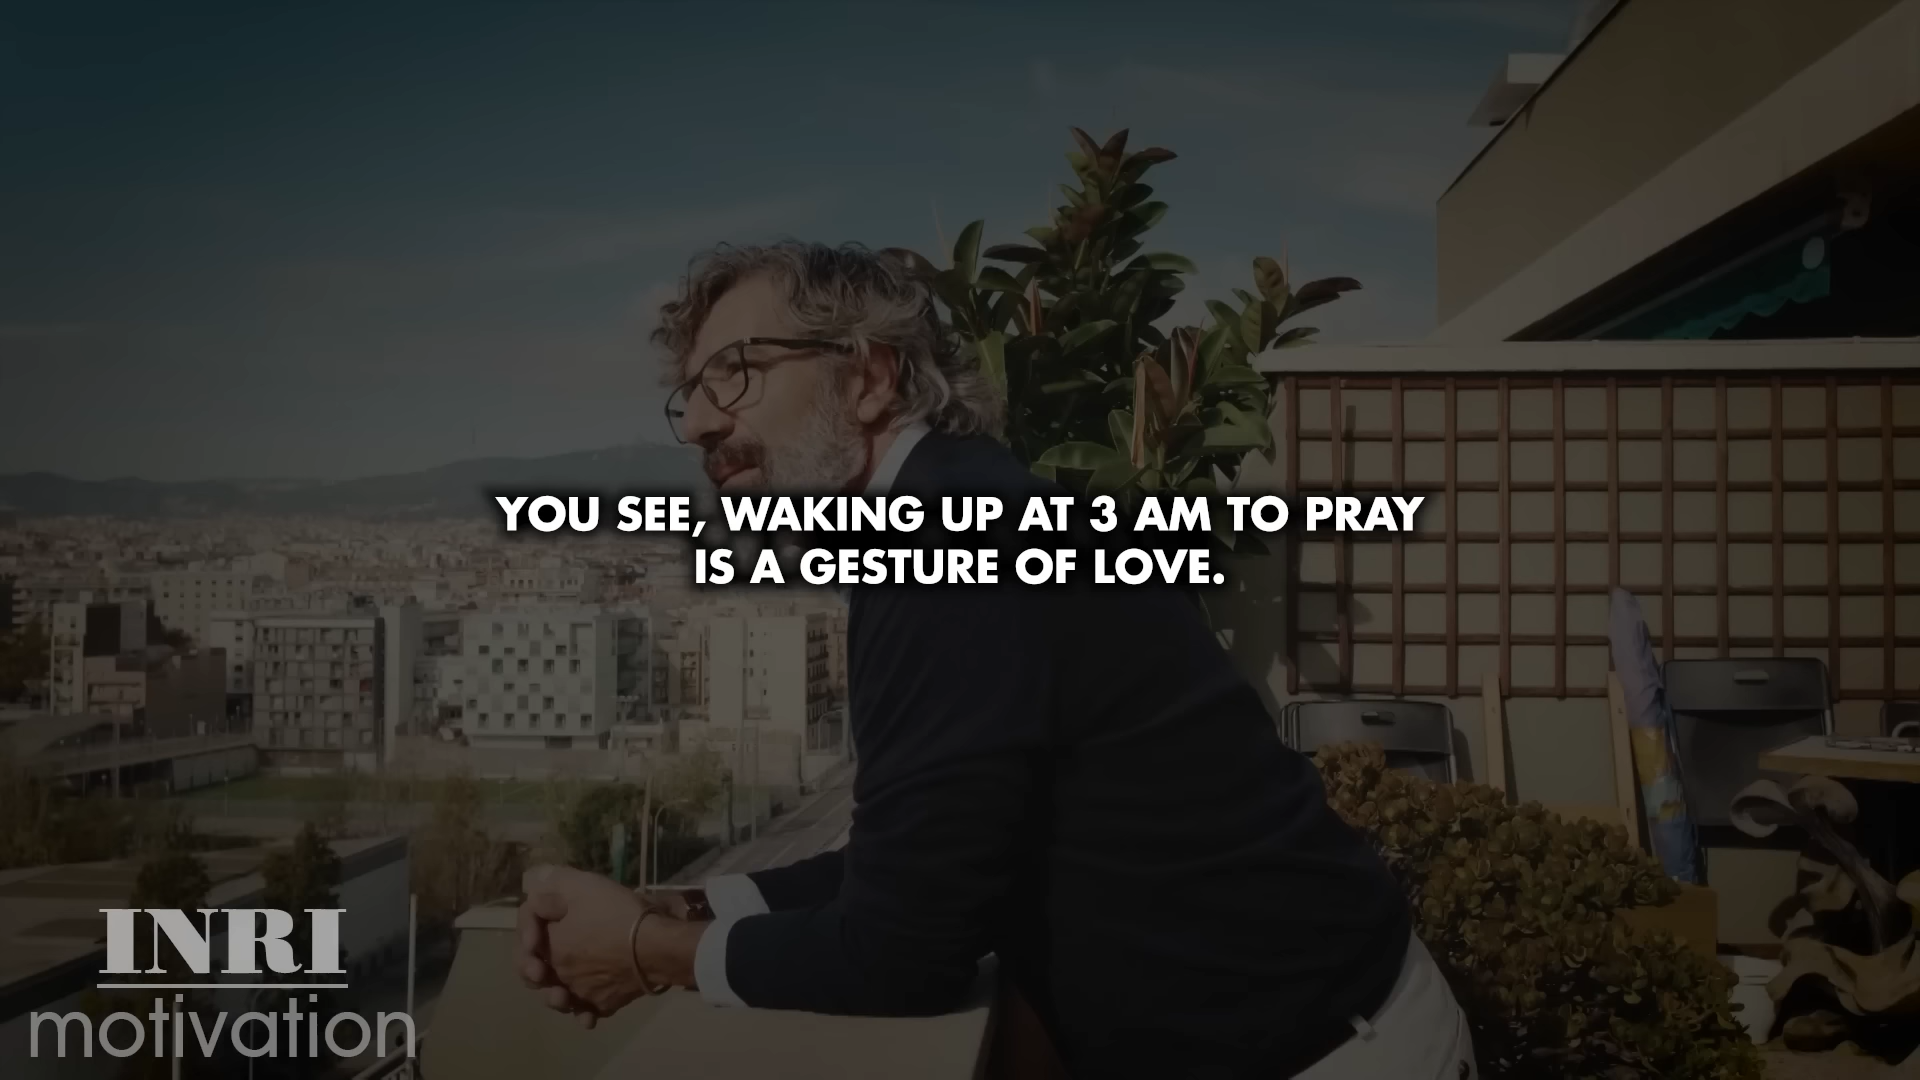 YOU SEE, WAKING UP AT 3 AM TO PRAY
IS A GESTURE OF LOVE.
INRI
motivation